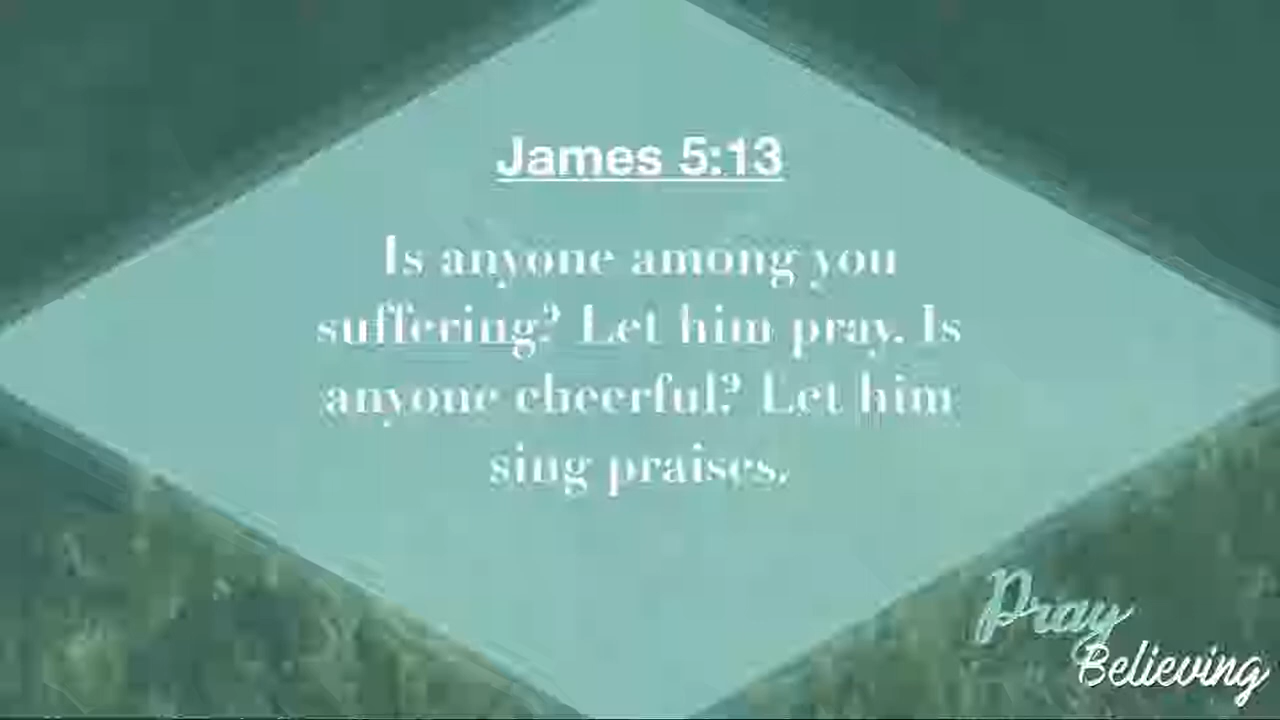 James 5:13
Is anyone among you
suffering? Let him pray. Is
anyone cheerful? Let him
sing praises.
Pray
Believing